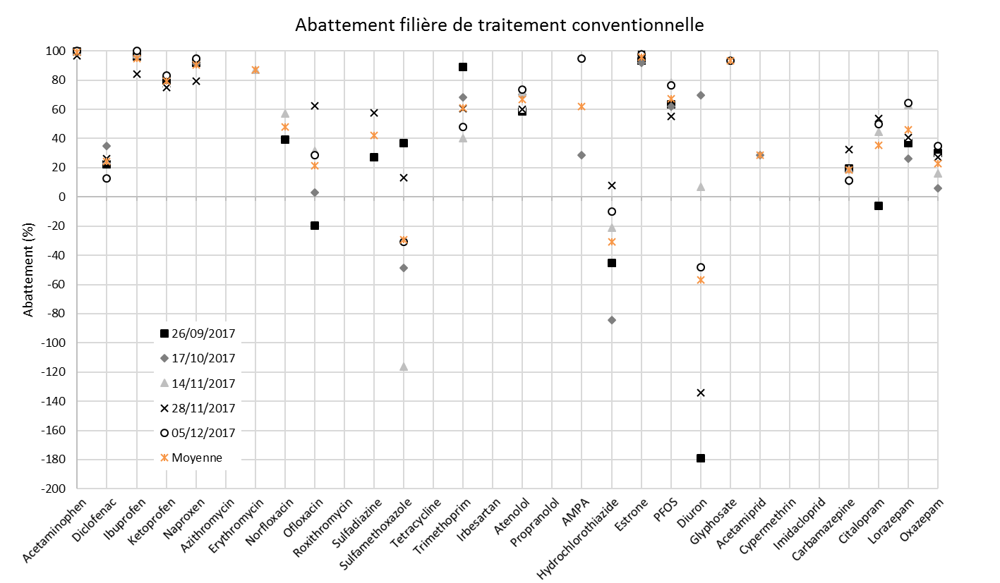 Abattement filière de traitement conventionnelle
Abattement (%)
100
80
60
40
20
0
-20
-40
-60
-80
-100
-120
-140
-160
-180
-200
26/09/2017
17/10/2017
14/11/2017
28/11/2017
05/12/2017
Moyenne
Acetaminophen
Diclofenac
Ibuprofen
Ketoprofen
Naproxen
Azithromycin
Erythromycin
Norfloxacin
Ofloxacin
Roxithromycin
Sulfadiazine
Sulfamethoxazole
Tetracycline
Trimethoprim
Irbesartan
Atenolol
Propranolol
AMPA
Hydrochlorothiazide
Estrone
PFOS
Diuron
Glyphosate
Acetamiprid
Cypermethrin
Imidacloprid
Carbamazepine
Citalopram
Lorazepam
Oxazepam